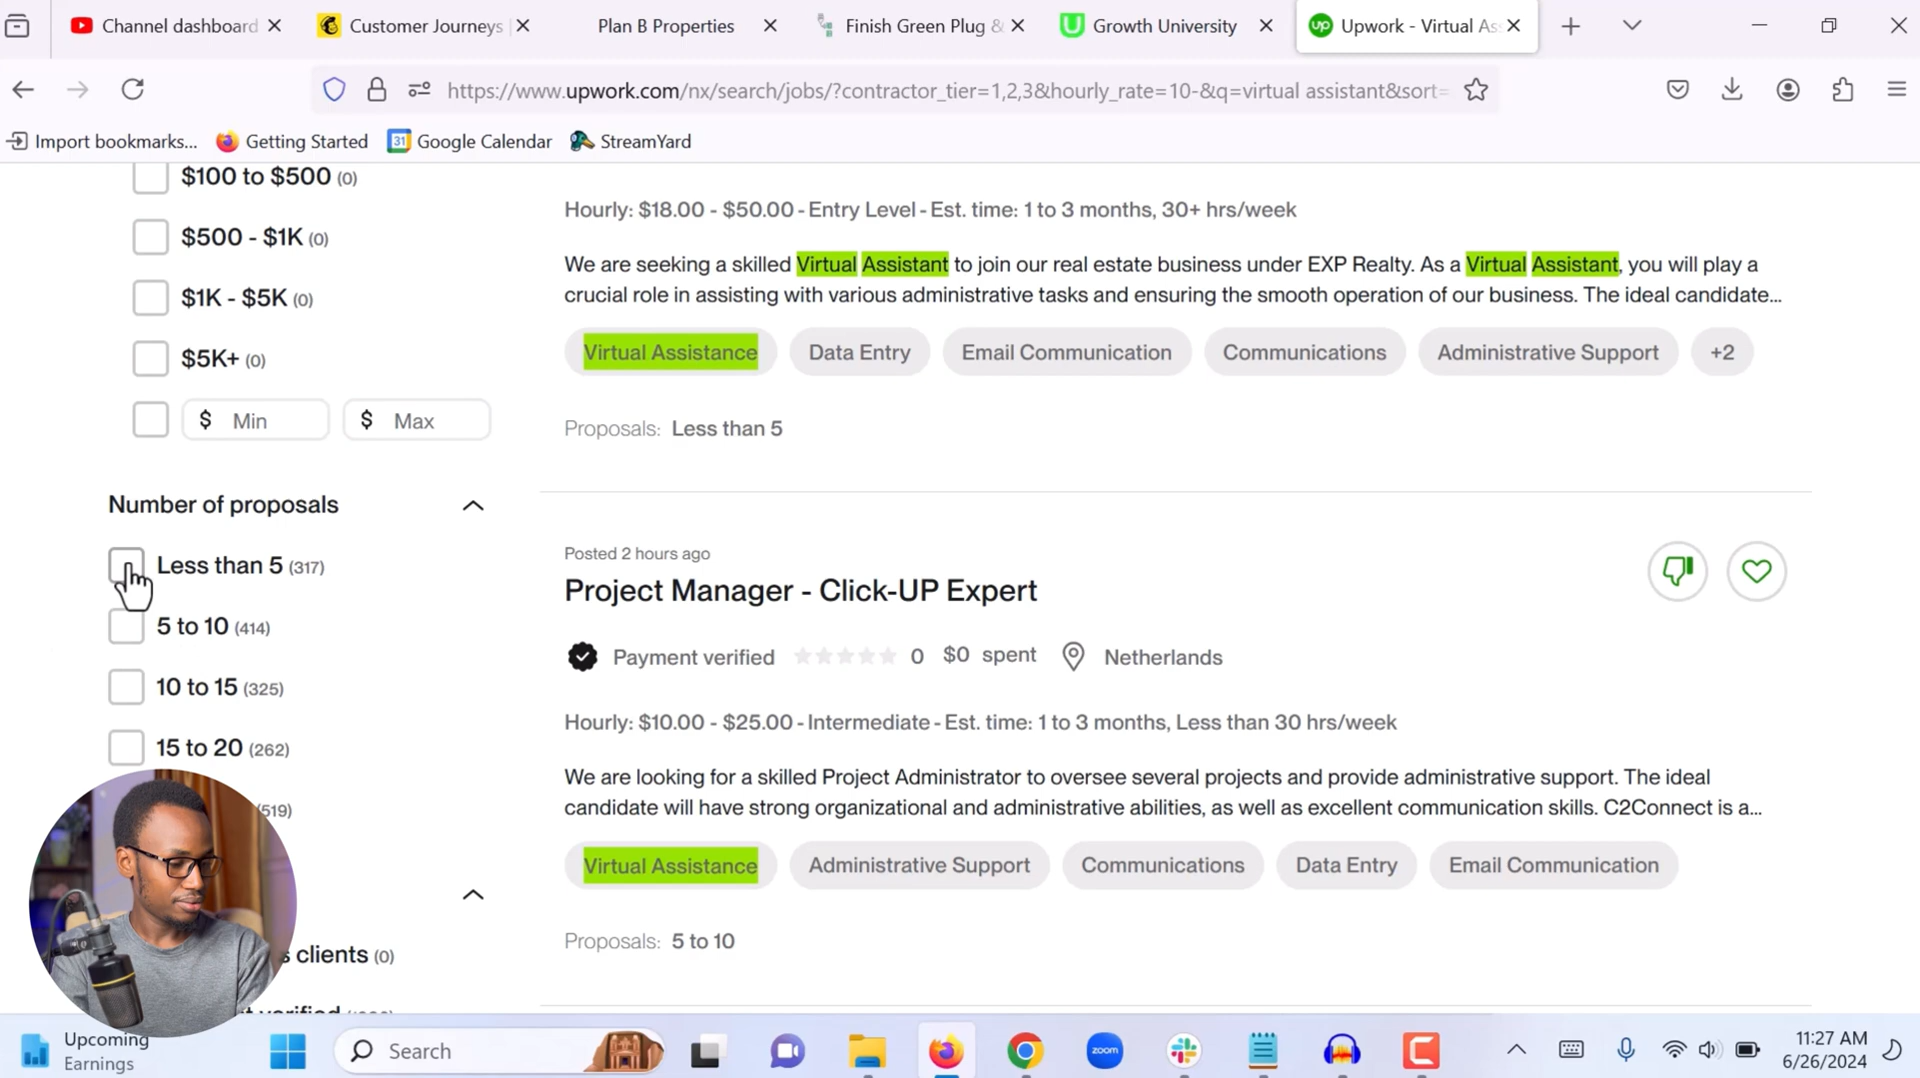 Channel dashboard
Customer Journeys
Plan B Properties
Finish Green Plug &
Growth University
Upwork - Virtual As
https://www.upwork.com/nx/search/jobs/?contractor_tier=1,2,3&hourly_rate=10-&q=virtual assistant&sort=
Import bookmarks...
Getting Started
Google Calendar
StreamYard
$100 to $500 (0)
$500 - $1K (0)
$1K - $5K (0)
$5K+ (0)
$ Min
$ Max
Number of proposals
Less than 5 (317)
5 to 10 (414)
10 to 15 (325)
15 to 20 (262)
(519)
clients (0)
Hourly: $18.00 - $50.00 - Entry Level - Est. time: 1 to 3 months, 30+ hrs/week
We are seeking a skilled Virtual Assistant to join our real estate business under EXP Realty. As a Virtual Assistant, you will play a
crucial role in assisting with various administrative tasks and ensuring the smooth operation of our business. The ideal candidate...
Virtual Assistance
Data Entry
Email Communication
Communications
Administrative Support
+2
Proposals: Less than 5
Posted 2 hours ago
Project Manager - Click-UP Expert
Payment verified
0
$0 spent
Netherlands
Hourly: $10.00 - $25.00 - Intermediate - Est. time: 1 to 3 months, Less than 30 hrs/week
We are looking for a skilled Project Administrator to oversee several projects and provide administrative support. The ideal
candidate will have strong organizational and administrative abilities, as well as excellent communication skills. C2Connect is a...
Virtual Assistance
Administrative Support
Communications
Data Entry
Email Communication
Proposals: 5 to 10
Upcoming
Earnings
Search
zoom
11:27 AM
6/26/2024